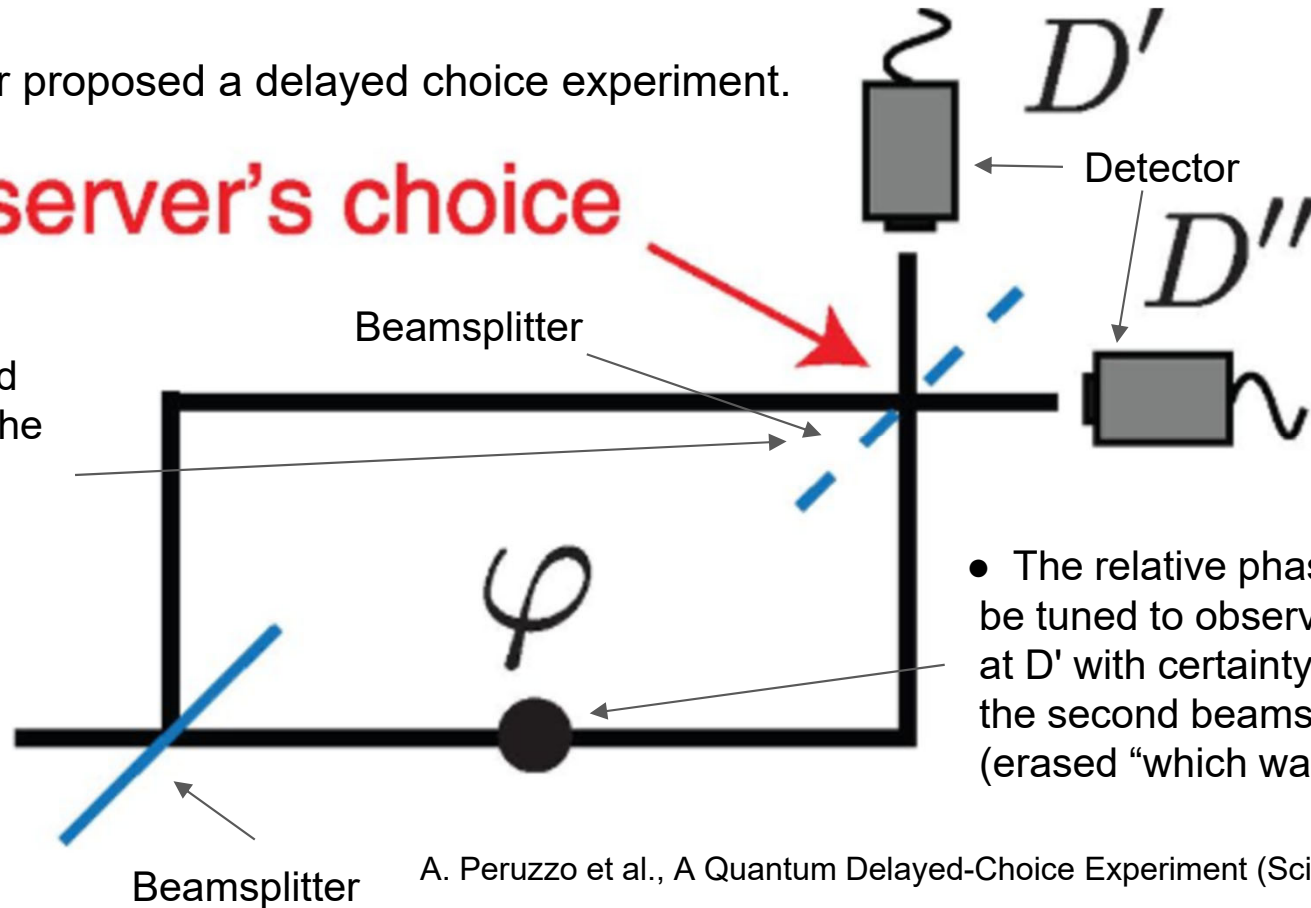 r proposed a delayed choice experiment.
server’s choice
D′
Detector
D″
Beamsplitter
d
he
φ
● The relative phas
be tuned to observ
at D' with certainty
the second beams
(erased “which wa
Beamsplitter
A. Peruzzo et al., A Quantum Delayed-Choice Experiment (Sci